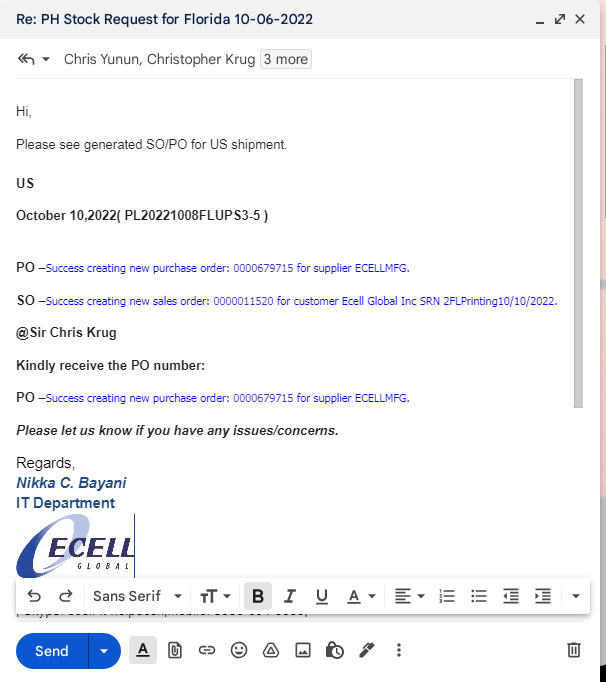 Re: PH Stock Request for Florida 10-06-2022
Chris Yunun, Christopher Krug 3 more
Hi,
Please see generated SO/PO for US shipment.
US
October 10,2022( PL20221008FLUPS3-5 )
PO –Success creating new purchase order: 0000679715 for supplier ECELLMFG.
SO –Success creating new sales order: 0000011520 for customer Ecell Global Inc SRN 2FLPrinting10/10/2022.
@Sir Chris Krug
Kindly receive the PO number:
PO –Success creating new purchase order: 0000679715 for supplier ECELLMFG.
Please let us know if you have any issues/concerns.
Regards,
Nikka C. Bayani
IT Department
ECELL
GLOBAL
Sans Serif
Send